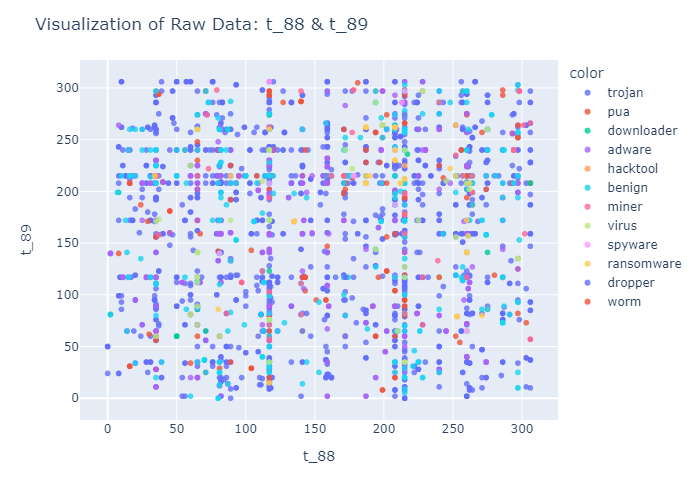 Visualization of Raw Data: t_88 & t_89
color
trojan
pua
downloader
adware
hacktool
benign
miner
virus
spyware
ransomware
dropper
worm
t_89
300
250
200
150
100
50
0
0 50 100 150 200 250 300
t_88